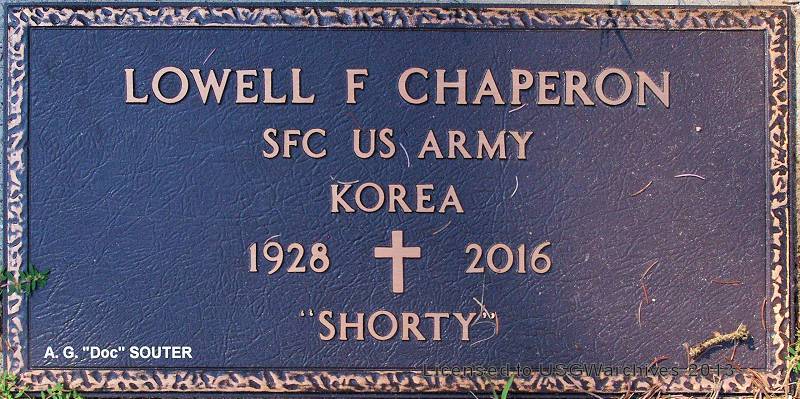 LOWELL F CHAPERON
SFC US ARMY
KOREA
1928 2016
"SHORTY"
A. G. "Doc" SOUTER
Licensed to USGWarchives 2013